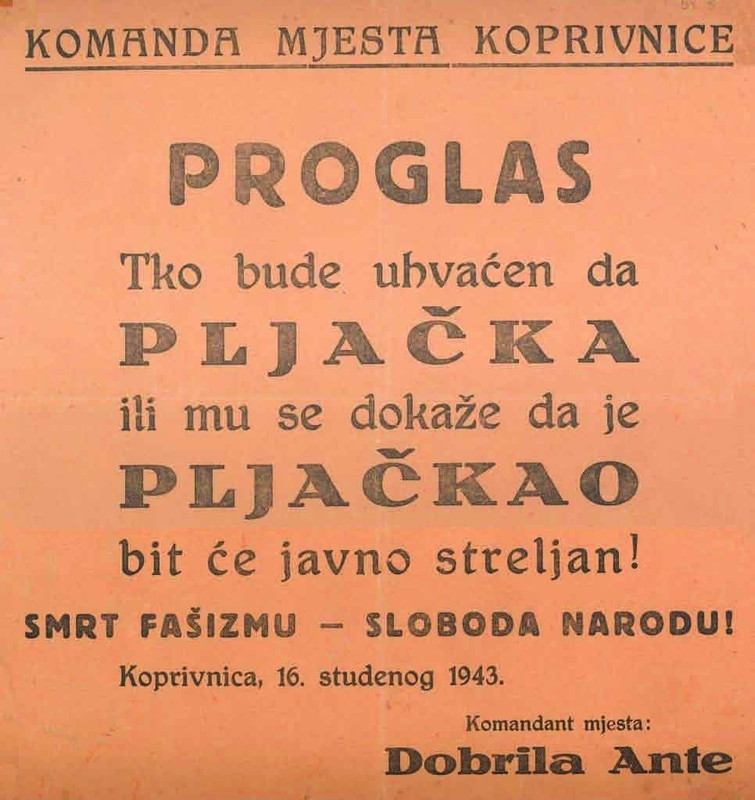 KOMANDA MJESTA KOPRIVNICE
PROGLAS
Tko bude uhvaćen da
PLJAČKA
ili mu se dokaže da je
PLJAČKAO
bit će javno streljan!
SMRT FAŠIZMU – SLOBODA NARODU!
Koprivnica, 16. studenog 1943.
Komandant mjesta:
Dobrila Ante